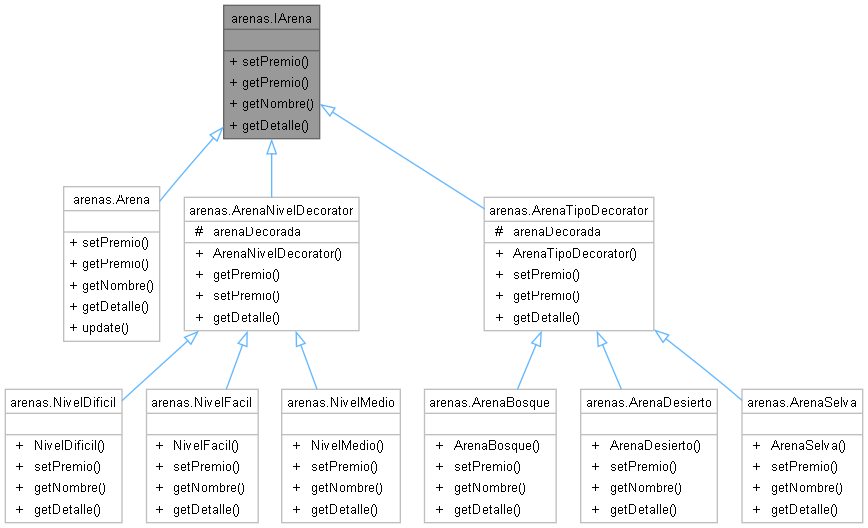 arenas.IArena
+ setPremio()
+ getPremio()
+ getNombre()
+ getDetalle()
arenas.Arena
+ setPremio()
+ getPremio()
+ getNombre()
+ getDetalle()
+ update()
arenas.ArenaNivelDecorator
# arenaDecorada
+ ArenaNivelDecorator()
+ getPremio()
+ setPremio()
+ getDetalle()
arenas.ArenaTipoDecorator
# arenaDecorada
+ ArenaTipoDecorator()
+ setPremio()
+ getPremio()
+ getDetalle()
arenas.NivelDificil
+ NivelDificil()
+ setPremio()
+ getNombre()
+ getDetalle()
arenas.NivelFacil
+ NivelFacil()
+ setPremio()
+ getNombre()
+ getDetalle()
arenas.NivelMedio
+ NivelMedio()
+ setPremio()
+ getNombre()
+ getDetalle()
arenas.ArenaBosque
+ ArenaBosque()
+ setPremio()
+ getNombre()
+ getDetalle()
arenas.ArenaDesierto
+ ArenaDesierto()
+ setPremio()
+ getNombre()
+ getDetalle()
arenas.ArenaSelva
+ ArenaSelva()
+ setPremio()
+ getNombre()
+ getDetalle()